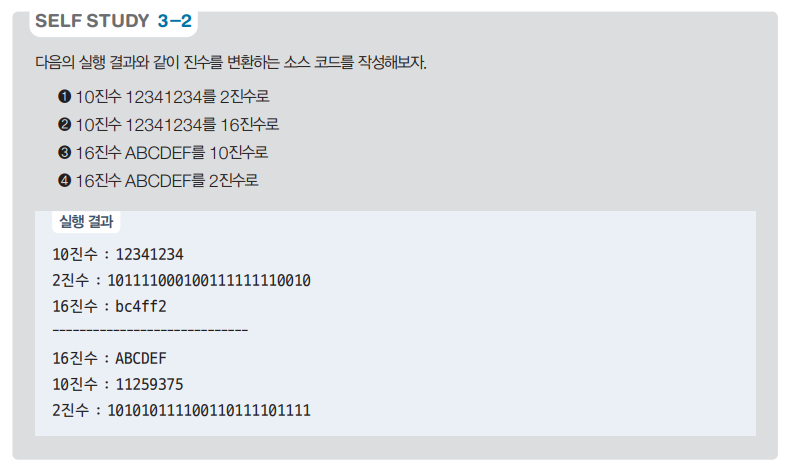 SELF STUDY 3-2
다음의 실행 결과와 같이 진수를 변환하는 소스 코드를 작성해보자.
❶ 10진수 12341234를 2진수로
❷ 10진수 12341234를 16진수로
❸ 16진수 ABCDEF를 10진수로
❹ 16진수 ABCDEF를 2진수로
실행 결과
10진수 : 12341234
2진수 : 101111000100111111110010
16진수 : bc4ff2
------------------------------
16진수 : ABCDEF
10진수 : 11259375
2진수 : 101010111100110111101111